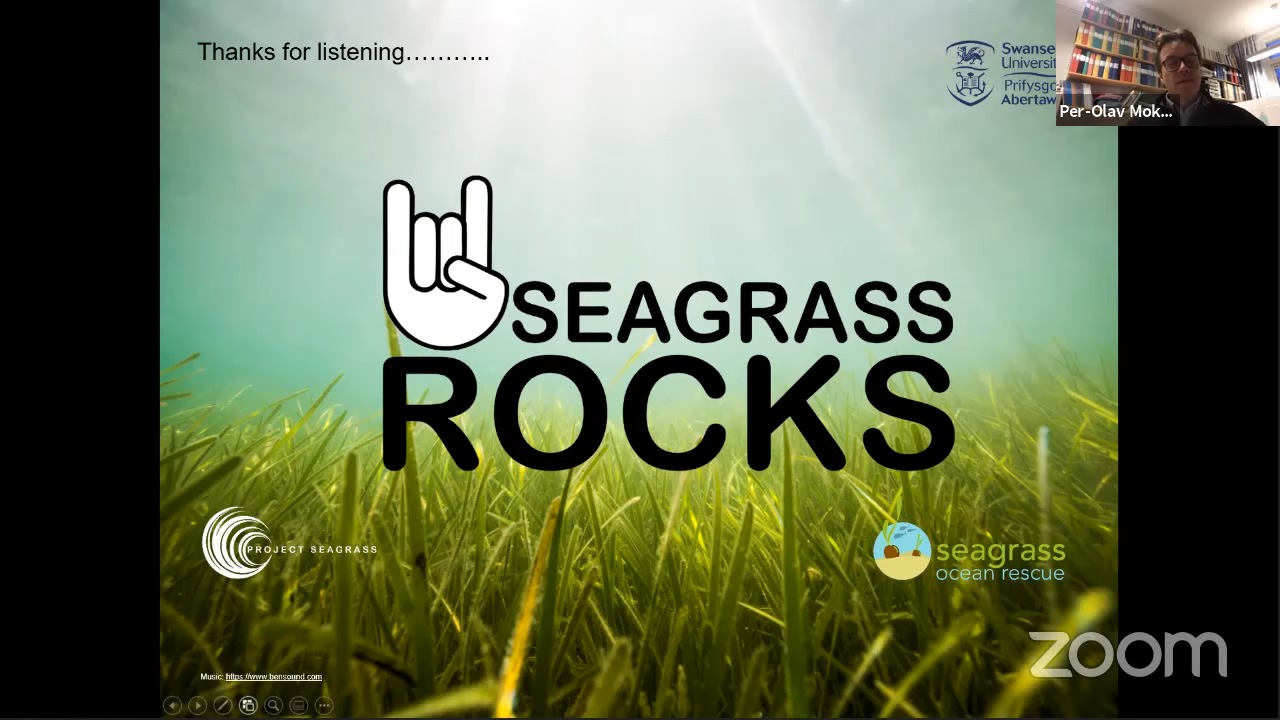 Thanks for listening………..
Swanse
Universit
Prifysgo
Abertaw
Per-Olav Mok...
SEAGRASS
ROCKS
PROJECT SEAGRASS
seagrass
ocean rescue
zoom
Music: https://www.bensound.com